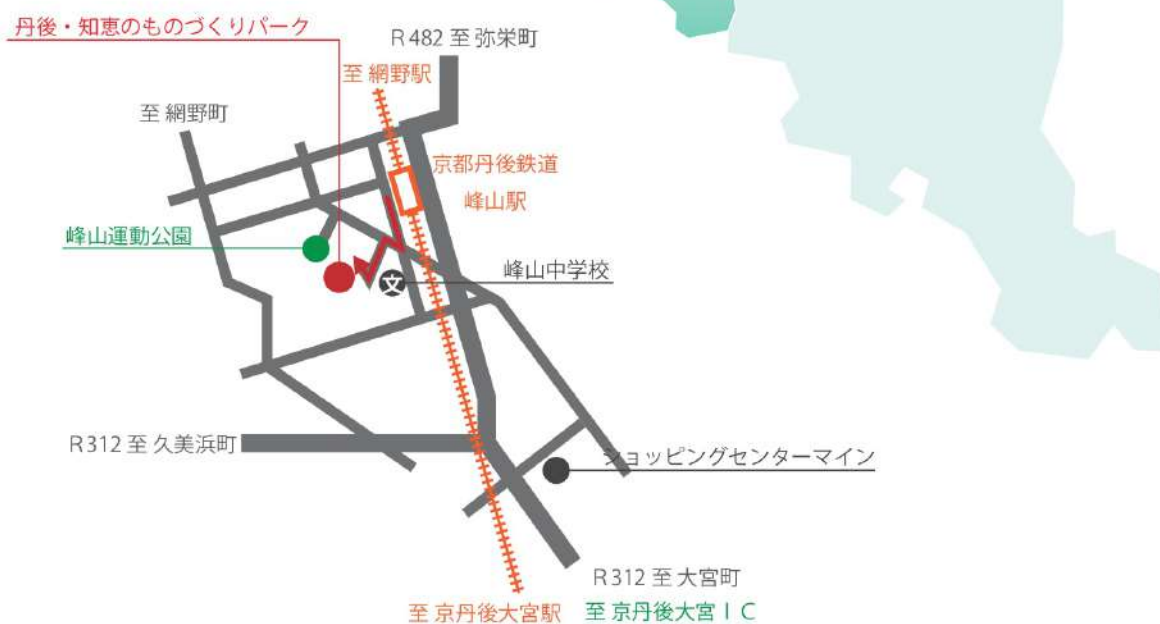 丹後・知恵のものづくりパーク
R 482 至 弥栄町
至 網野駅
至 網野町
京都丹後鉄道
峰山駅
峰山運動公園
峰山中学校
文
R312 至 久美浜町
ショッピングセンターマイン
R312 至 大宮町
至 京丹後大宮駅
至 京丹後大宮 I C